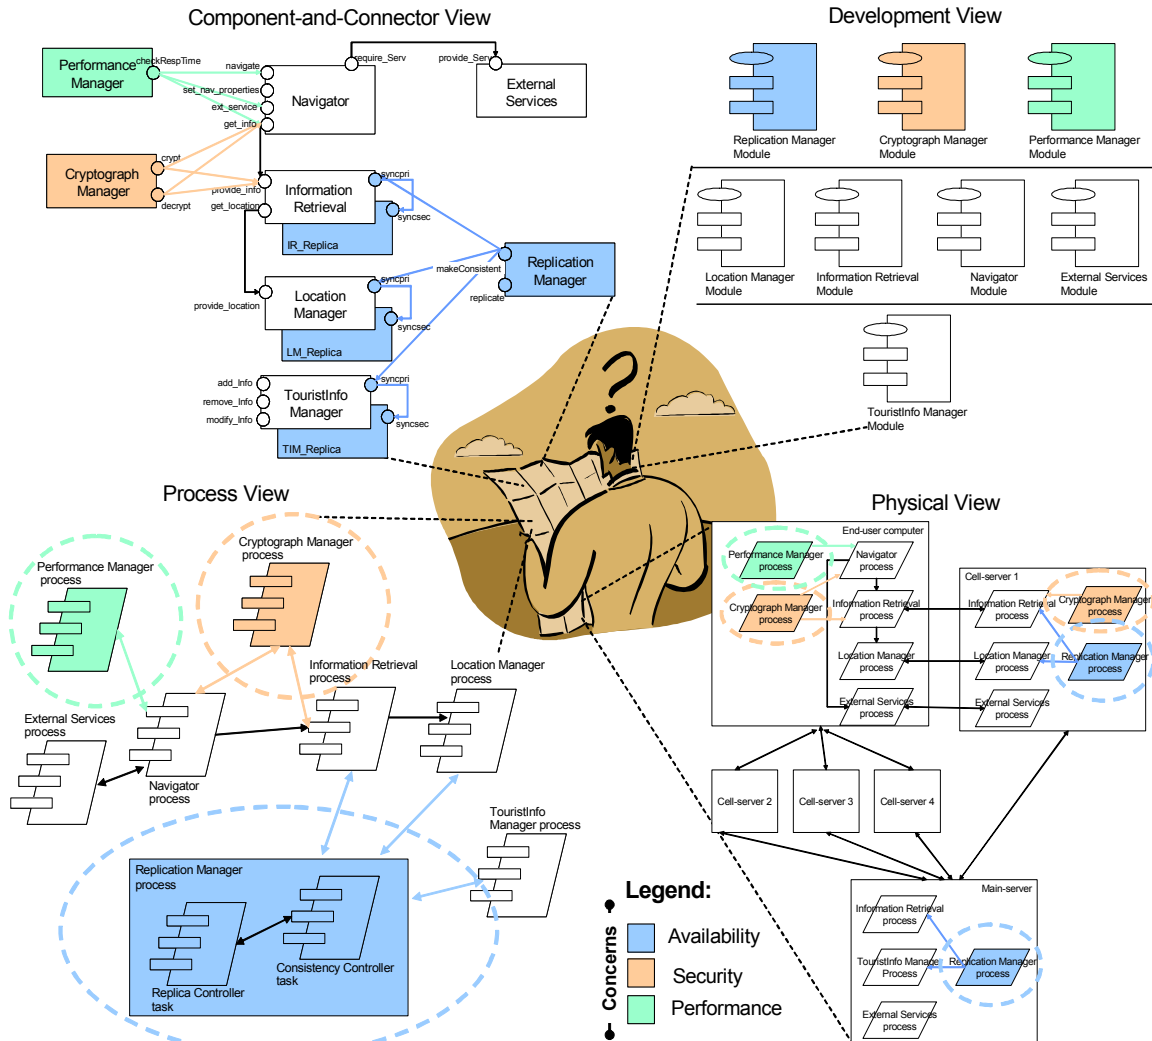 Component-and-Connector View
Performance
Manager
checkRespTime
navigate
set_nav_properties
ext_service
get_info
Navigator
require_Serv
provide_Serv
External
Services
Cryptograph
Manager
crypt
decrypt
provide_info
get_location
Information
Retrieval
syncpri
syncsec
IR_Replica
makeConsistent
replicate
Replication
Manager
provide_location
Location
Manager
syncpri
syncsec
LM_Replica
add_Info
remove_Info
modify_Info
TouristInfo
Manager
syncpri
syncsec
TIM_Replica
Development View
Replication Manager
Module
Cryptograph Manager
Module
Performance Manager
Module
Location Manager
Module
Information Retrieval
Module
Navigator
Module
External Services
Module
TouristInfo Manager
Module
?
Process View
Performance Manager
process
Cryptograph Manager
process
Information Retrieval
process
Location Manager
process
External Services
process
Navigator
process
TouristInfo
Manager process
Replication Manager
process
Replica Controller
task
Consistency Controller
task
Physical View
End-user computer
Performance Manager
process
Navigator
process
Cryptograph Manager
process
Information Retrieval
process
Location Manager
process
External Services
process
Cell-server 1
Information Retrieval
process
Cryptograph Manager
process
Location Manager
process
Replication Manager
process
External Services
process
Cell-server 2
Cell-server 3
Cell-server 4
Main-server
Information Retrieval
process
TouristInfo Manage
Process
Replication Manager
process
External Services
process
Legend:
Concerns
Availability
Security
Performance